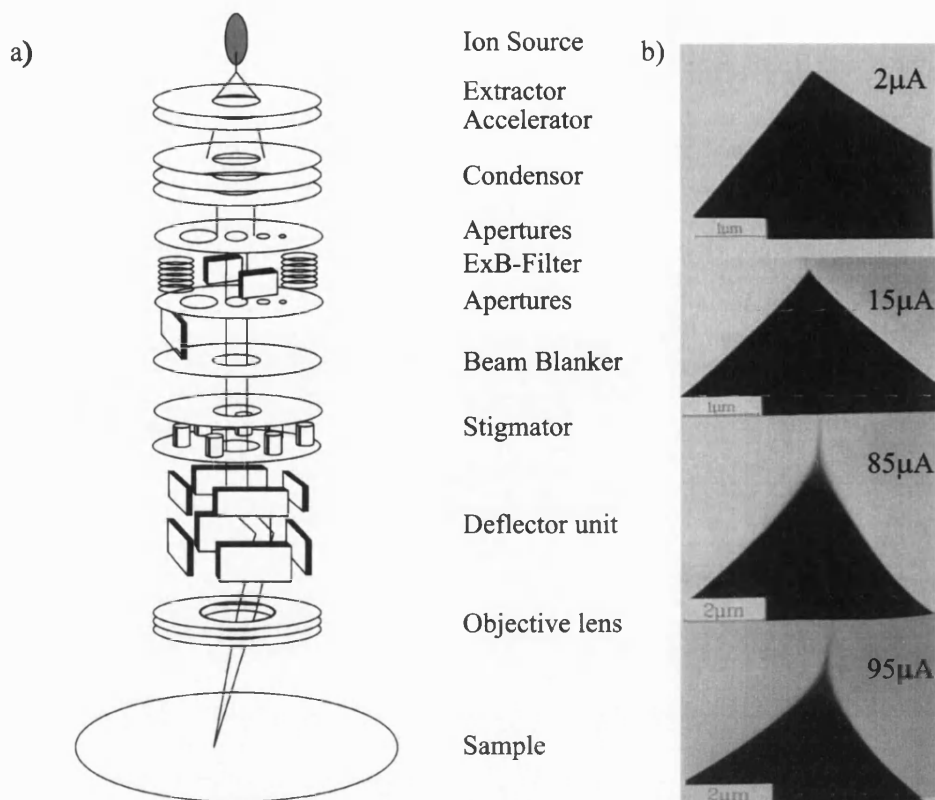 a)
Ion Source
Extractor
Accelerator
Condensor
Apertures
ExB-Filter
Apertures
Beam Blanker
Stigmator
Deflector unit
Objective lens
Sample
b)
2µA
1µm
15µA
1µm
85µA
2µm
95µA
2µm